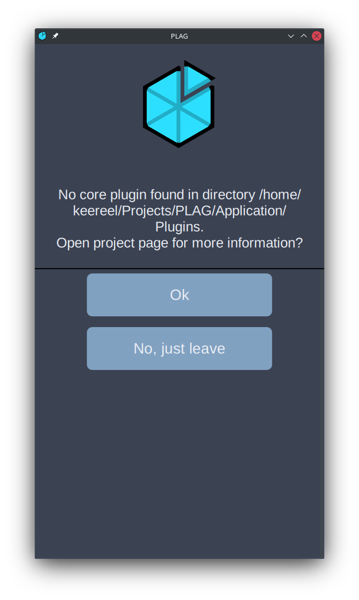 PLAG
No core plugin found in directory /home/
keereel/Projects/PLAG/Application/
Plugins.
Open project page for more information?
Ok
No, just leave